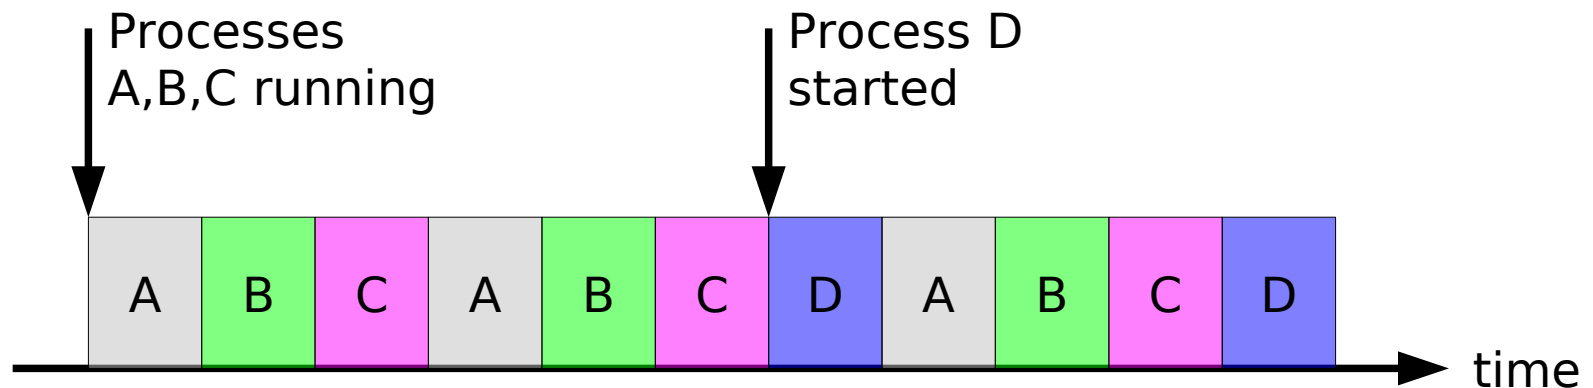 Processes
A,B,C running
Process D
started
A B C A B C D A B C D
time